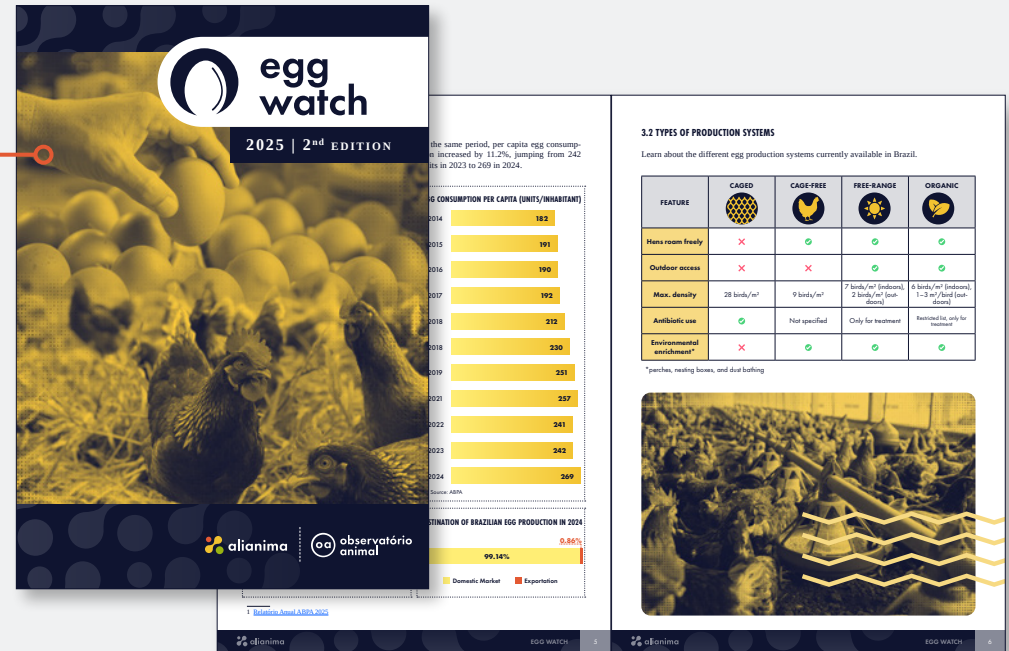 egg
watch
2025 | 2nd EDITION
alianima
observatório
animal
the same period, per capita egg consump-
increased by 11.2%, jumping from 242
in 2023 to 269 in 2024.
CONSUMPTION PER CAPITA (UNITS/INHABITANT)
2014 182
2015 191
2016 190
2017 192
2018 212
2018 230
2019 251
2021 257
2022 241
2023 242
2024 269
Source: ABPA
OF BRAZILIAN EGG PRODUCTION IN 2024
0.86%
99.14%
Domestic Market Exportation
1 Relatório Anual ABPA 2025
alianima EGG WATCH 5
3.2 TYPES OF PRODUCTION SYSTEMS
Learn about the different egg production systems currently available in Brazil.
FEATURE CAGED CAGE-FREE FREE-RANGE ORGANIC
Hens roam freely
Outdoor access
Max. density 28 birds/m² 9 birds/m² 7 birds/m² (indoors), 2 birds/m² (out-doors) 6 birds/m² (indoors), 1–3 m²/bird (out-doors)
Antibiotic use Not specified Only for treatment Restricted list, only for treatment
Environmental enrichment*
*perches, nesting boxes, and dust bathing
alianima EGG WATCH 6